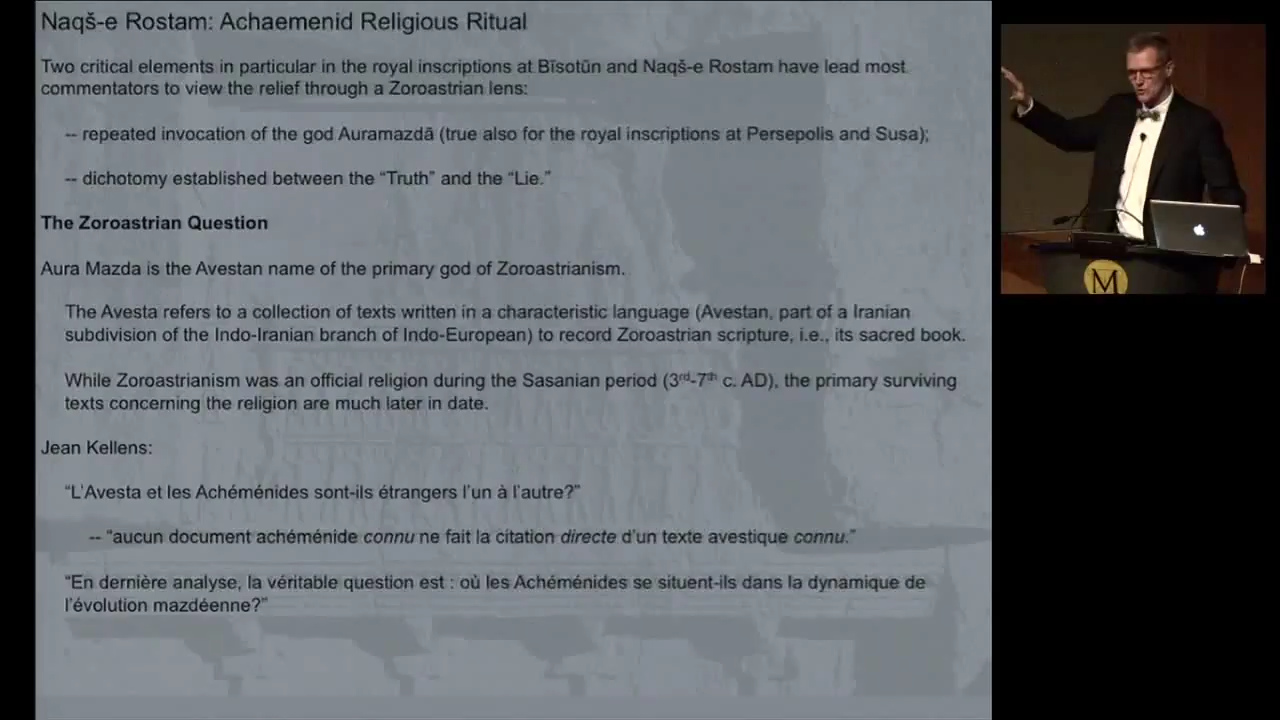 Naqš-e Rostam: Achaemenid Religious Ritual
Two critical elements in particular in the royal inscriptions at Bīsotūn and Naqš-e Rostam have lead most
commentators to view the relief through a Zoroastrian lens:
-- repeated invocation of the god Auramazdā (true also for the royal inscriptions at Persepolis and Susa);
-- dichotomy established between the “Truth” and the “Lie.”
The Zoroastrian Question
Aura Mazda is the Avestan name of the primary god of Zoroastrianism.
The Avesta refers to a collection of texts written in a characteristic language (Avestan, part of a Iranian
subdivision of the Indo-Iranian branch of Indo-European) to record Zoroastrian scripture, i.e., its sacred book.
While Zoroastrianism was an official religion during the Sasanian period (3rd-7th c. AD), the primary surviving
texts concerning the religion are much later in date.
Jean Kellens:
“L’Avesta et les Achéménides sont-ils étrangers l’un à l’autre?”
-- “aucun document achéménide connu ne fait la citation directe d’un texte avestique connu.”
“En dernière analyse, la véritable question est : où les Achéménides se situent-ils dans la dynamique de
l’évolution mazdéenne?”
M